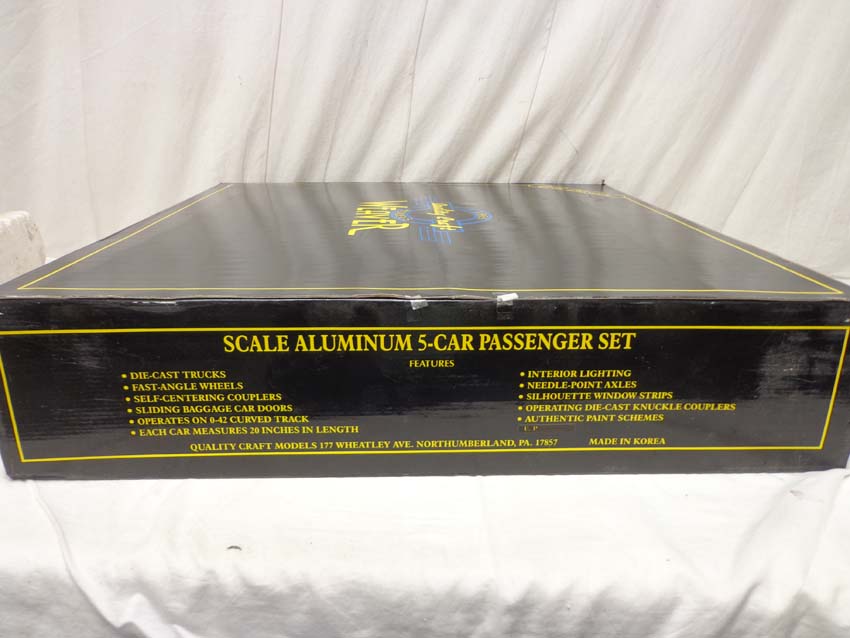 WEAVER
SCALE ALUMINUM 5-CAR PASSENGER SET
FEATURES
• DIE-CAST TRUCKS
• FAST-ANGLE WHEELS
• SELF-CENTERING COUPLERS
• SLIDING BAGGAGE CAR DOORS
• OPERATES ON 0-42 CURVED TRACK
• EACH CAR MEASURES 20 INCHES IN LENGTH
• INTERIOR LIGHTING
• NEEDLE-POINT AXLES
• SILHOUETTE WINDOW STRIPS
• OPERATING DIE-CAST KNUCKLE COUPLERS
• AUTHENTIC PAINT SCHEMES
U. P
QUALITY CRAFT MODELS 177 WHEATLEY AVE. NORTHUMBERLAND, PA. 17857 MADE IN KOREA